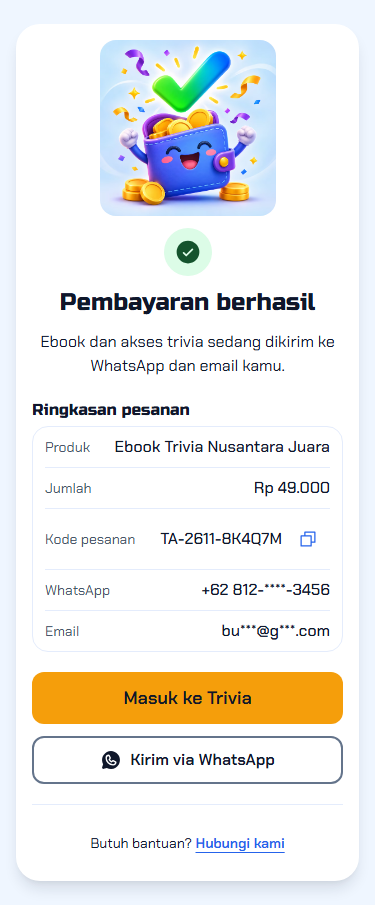 Pembayaran berhasil
Ebook dan akses trivia sedang dikirim ke
WhatsApp dan email kamu.
Ringkasan pesanan
Produk Ebook Trivia Nusantara Juara
Jumlah Rp 49.000
Kode pesanan TA-2611-8K4Q7M
WhatsApp +62 812-****-3456
Email bu***@g***.com
Masuk ke Trivia
Kirim via WhatsApp
Butuh bantuan? Hubungi kami